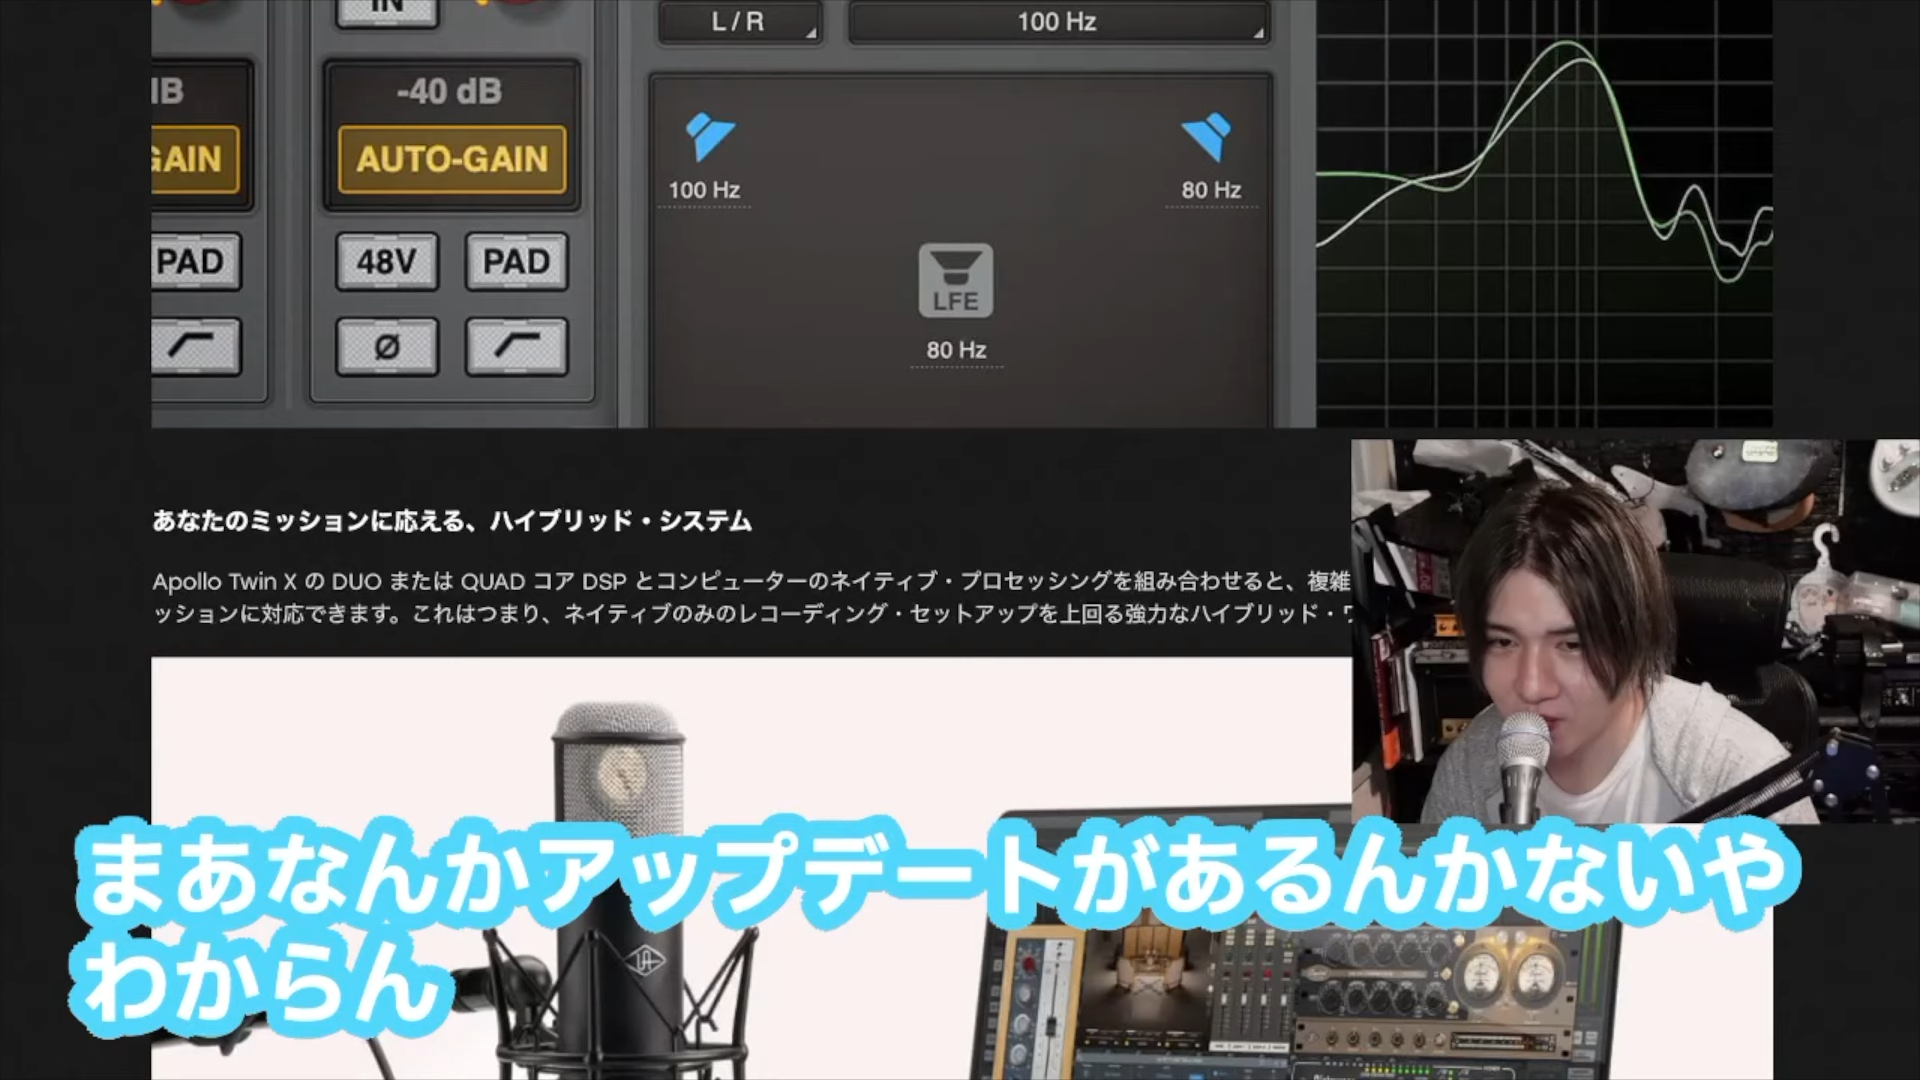 IN
L / R
100 Hz
IB
-40 dB
GAIN
AUTO-GAIN
100 Hz
80 Hz
PAD
48V
PAD
LFE
80 Hz
Ø
あなたのミッションに応える、ハイブリッド・システム
Apollo Twin X の DUO または QUAD コア DSP とコンピューターのネイティブ・プロセッシングを組み合わせると、複雑
ッションに対応できます。これはつまり、ネイティブのみのレコーディング・セットアップを上回る強力なハイブリッド・ワ
まあなんかアップデートがあるんかないや
わからん
UA